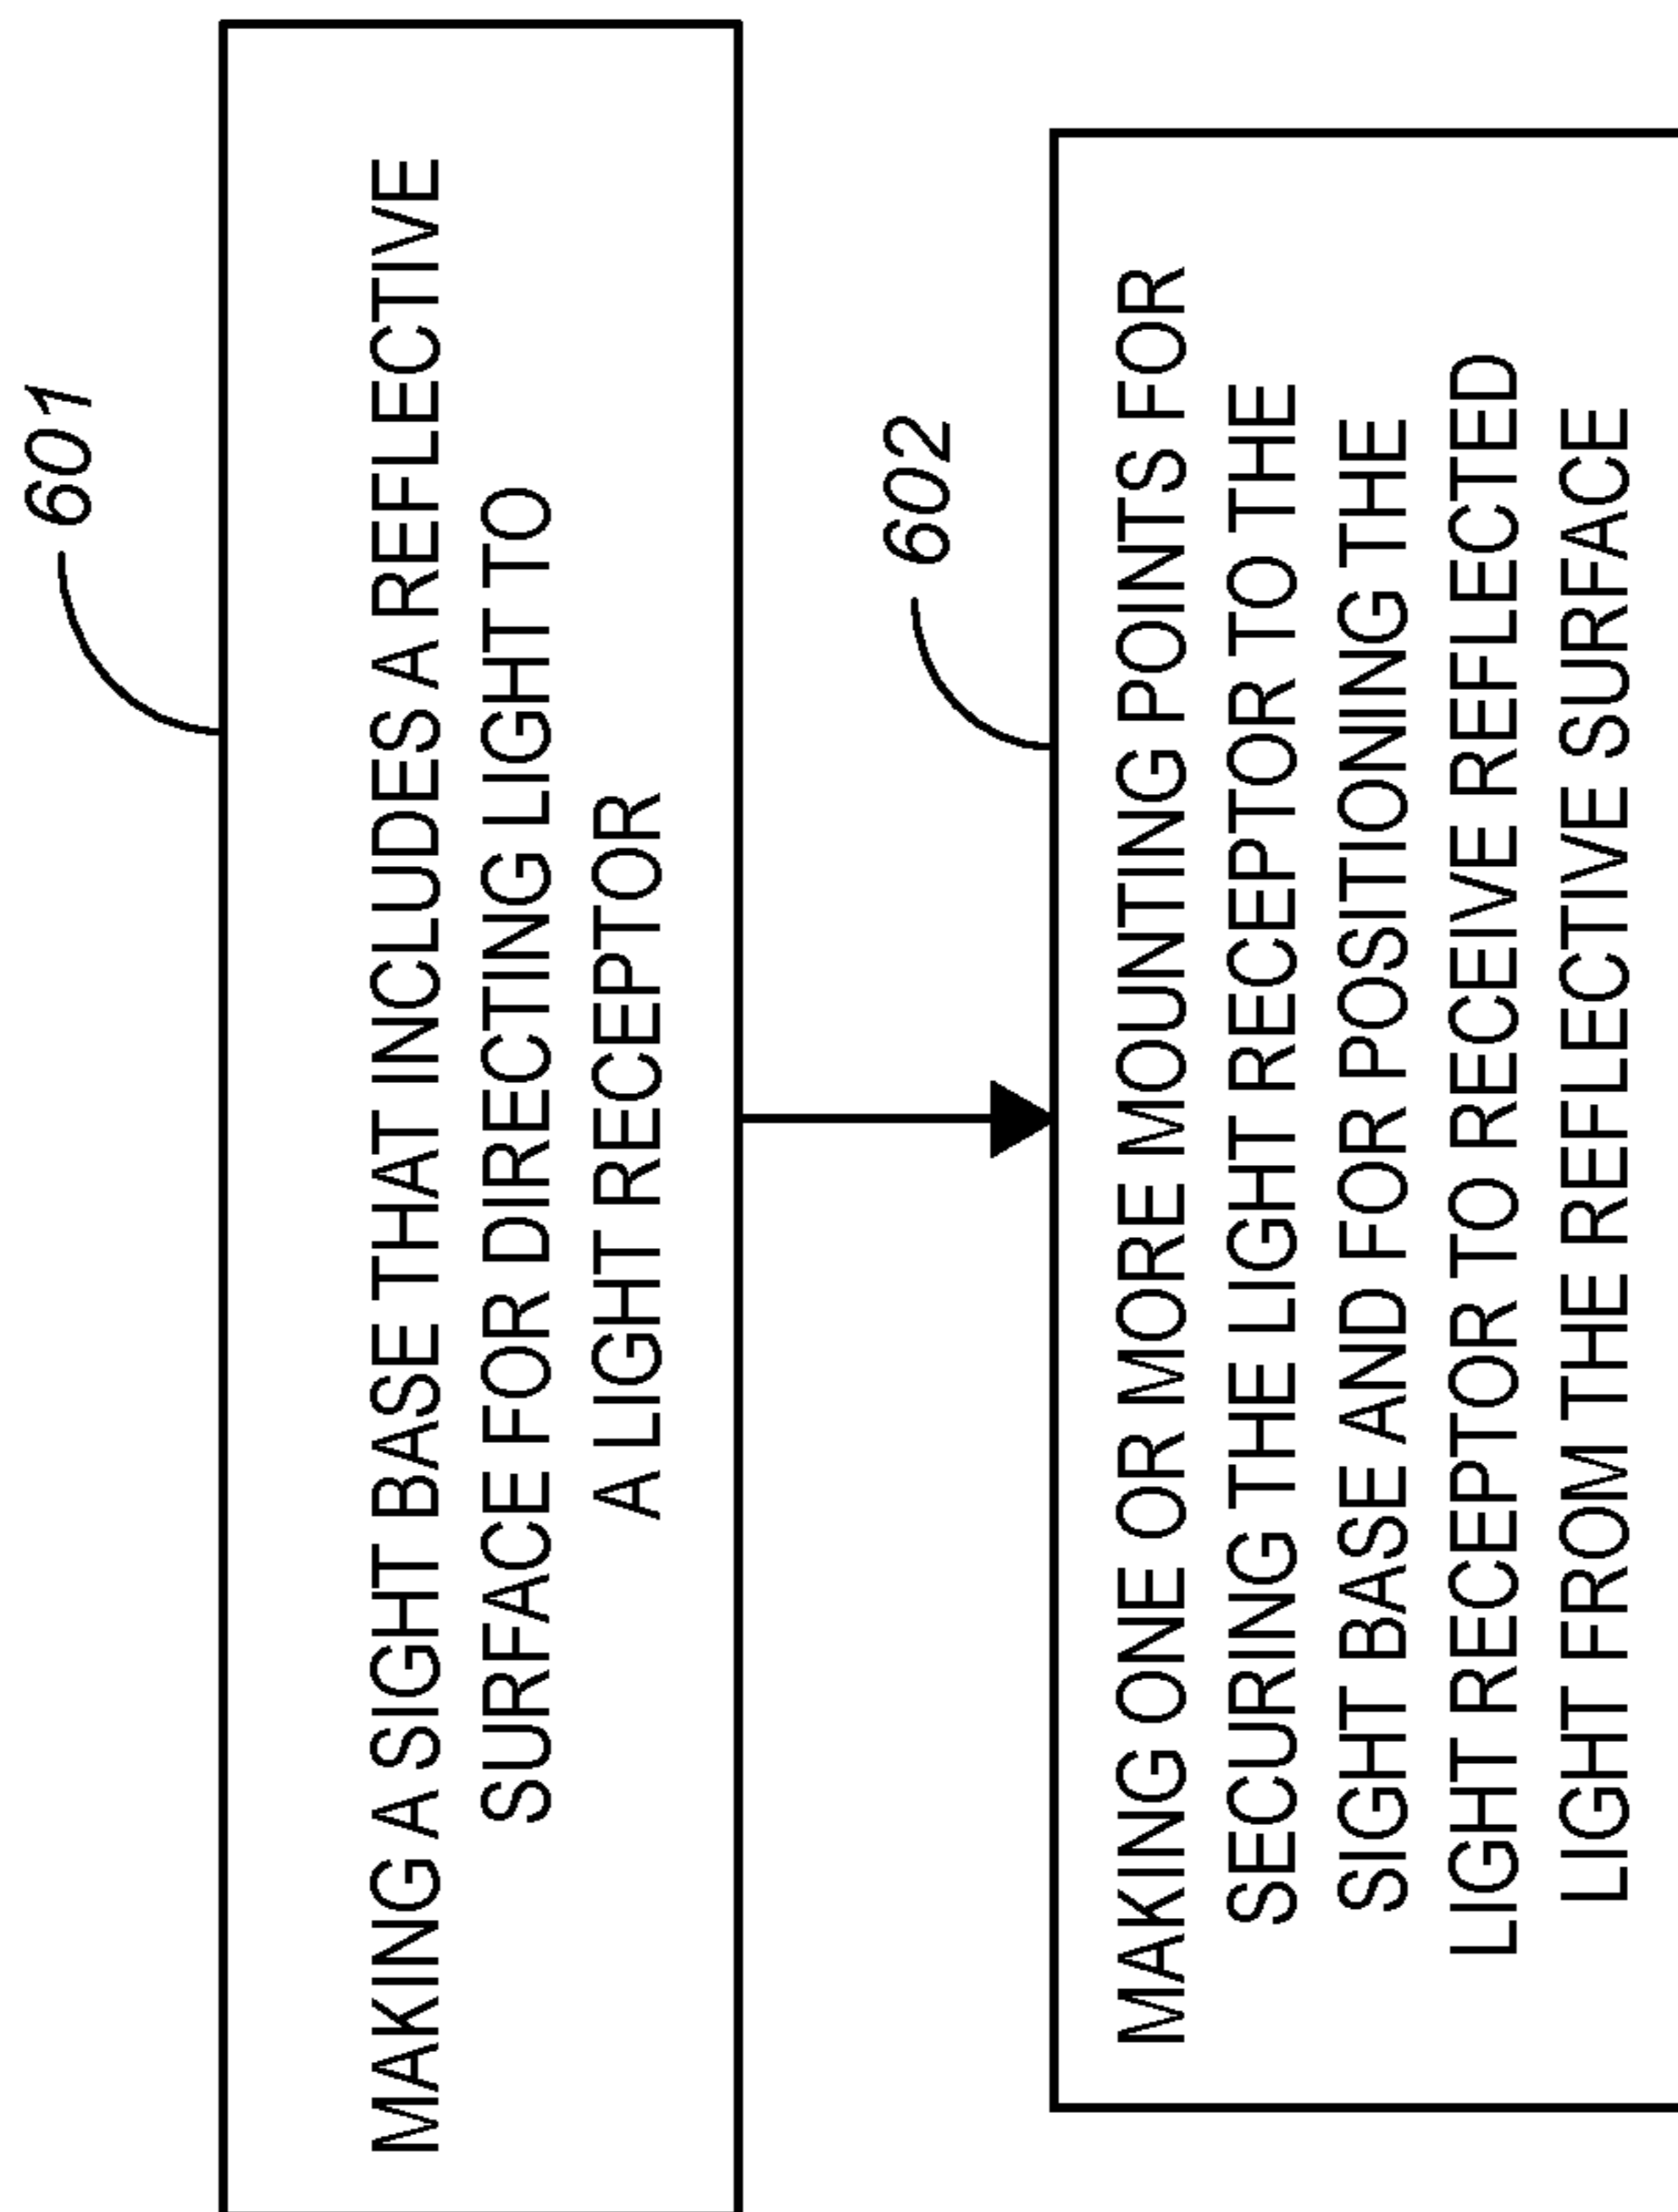 601
MAKING A SIGHT BASE THAT INCLUDES A REFLECTIVE
SURFACE FOR DIRECTING LIGHT TO
A LIGHT RECEPTOR
602
MAKING ONE OR MORE MOUNTING POINTS FOR
SECURING THE LIGHT RECEPTOR TO THE
SIGHT BASE AND FOR POSITIONING THE
LIGHT RECEPTOR TO RECEIVE REFLECTED
LIGHT FROM THE REFLECTIVE SURFACE